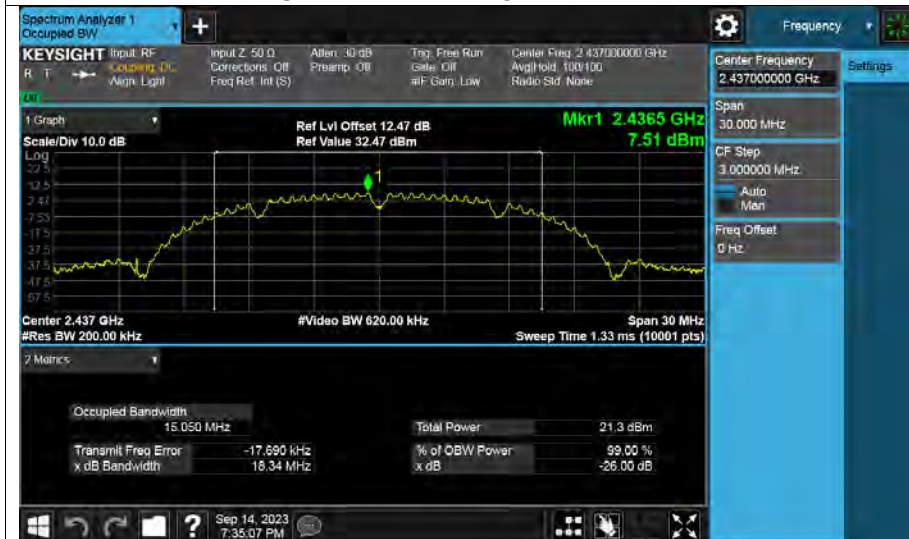 Spectrum Analyzer 1
Occupied BW
+
Frequency
KEYSIGHT Input: RF
R T Coupling: DC
Align: Light
Input Z: 50 Ω
Corrections: Off
Freq Ref: Int (S)
Atten: 30 dB
Preamp: Off
Trig: Free Run
Gate: Off
#IF Gain: Low
Center Freq: 2.437000000 GHz
Avg|Hold: 100/100
Radio Std: None
Center Frequency
2.437000000 GHz
Settings
Span
30.000 MHz
CF Step
3.000000 MHz
Auto
Man
Freq Offset
0 Hz
1 Graph
Scale/Div 10.0 dB
Ref Lvl Offset 12.47 dB
Ref Value 32.47 dBm
Mkr1 2.4365 GHz
7.51 dBm
Log
22.5
12.5
2.47
-7.53
-17.5
-27.5
-37.5
-47.5
-57.5
1
Center 2.437 GHz
#Video BW 620.00 kHz
Span 30 MHz
#Res BW 200.00 kHz
Sweep Time 1.33 ms (10001 pts)
2 Metrics
Occupied Bandwidth
15.050 MHz
Total Power 21.3 dBm
Transmit Freq Error -17.690 kHz
% of OBW Power 99.00 %
x dB Bandwidth 18.34 MHz
x dB -26.00 dB
?
Sep 14, 2023
7:35:07 PM